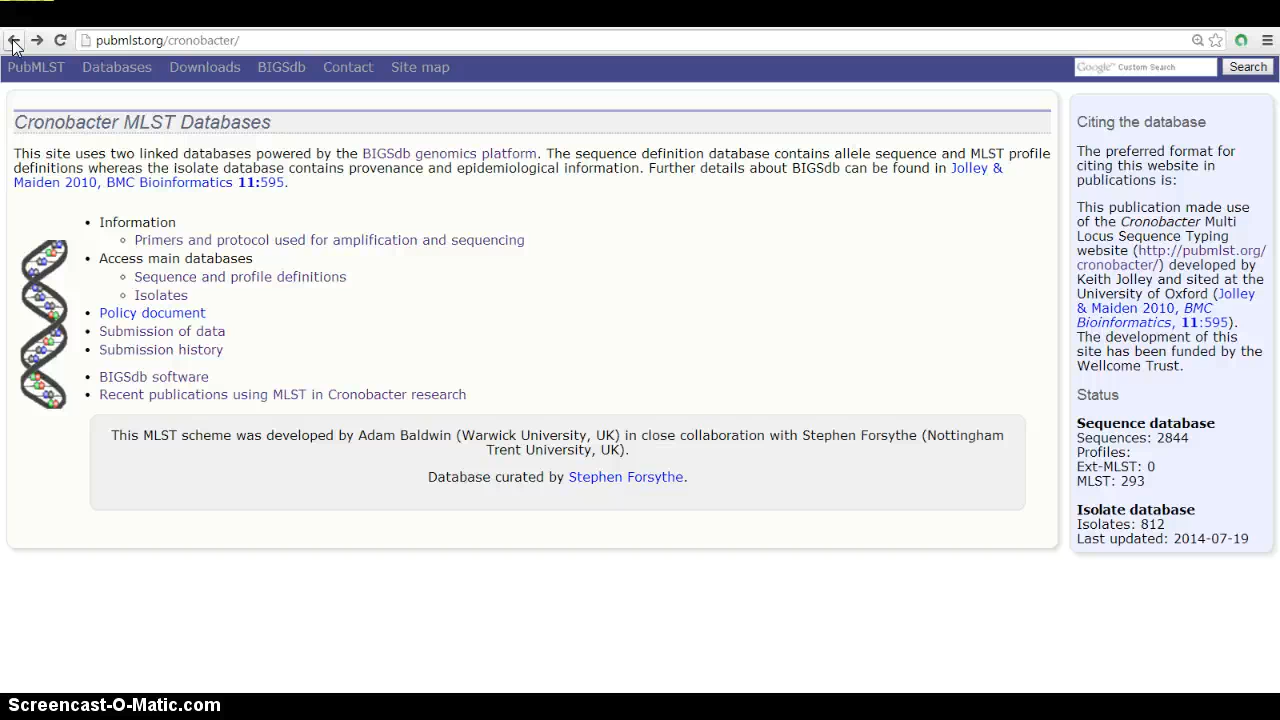 pubmlst.org/cronobacter/
PubMLST Databases Downloads BIGSdb Contact Site map
Google™ Custom Search Search
Cronobacter MLST Databases
This site uses two linked databases powered by the BIGSdb genomics platform. The sequence definition database contains allele sequence and MLST profile
definitions whereas the isolate database contains provenance and epidemiological information. Further details about BIGSdb can be found in Jolley &
Maiden 2010, BMC Bioinformatics 11:595.
• Information
Primers and protocol used for amplification and sequencing
• Access main databases
Sequence and profile definitions
Isolates
• Policy document
• Submission of data
• Submission history
• BIGSdb software
• Recent publications using MLST in Cronobacter research
This MLST scheme was developed by Adam Baldwin (Warwick University, UK) in close collaboration with Stephen Forsythe (Nottingham
Trent University, UK).
Database curated by Stephen Forsythe.
Citing the database
The preferred format for
citing this website in
publications is:
This publication made use
of the Cronobacter Multi
Locus Sequence Typing
website (http://pubmlst.org/
cronobacter/) developed by
Keith Jolley and sited at the
University of Oxford (Jolley
& Maiden 2010, BMC
Bioinformatics, 11:595).
The development of this
site has been funded by the
Wellcome Trust.
Status
Sequence database
Sequences: 2844
Profiles:
Ext-MLST: 0
MLST: 293
Isolate database
Isolates: 812
Last updated: 2014-07-19
Screencast-O-Matic.com